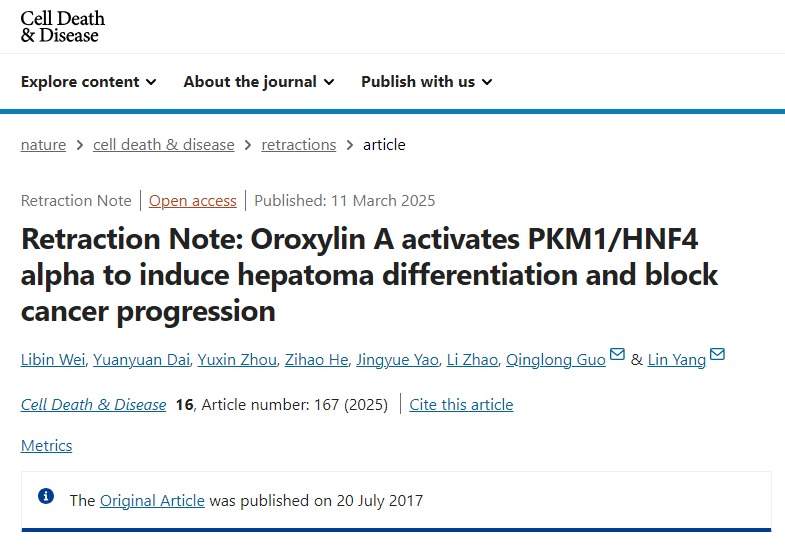 Cell Death
& Disease
Explore content About the journal Publish with us
nature > cell death & disease > retractions > article
Retraction Note | Open access | Published: 11 March 2025
Retraction Note: Oroxylin A activates PKM1/HNF4
alpha to induce hepatoma differentiation and block
cancer progression
Libin Wei, Yuanyuan Dai, Yuxin Zhou, Zihao He, Jingyue Yao, Li Zhao, Qinglong Guo & Lin Yang
Cell Death & Disease 16, Article number: 167 (2025) | Cite this article
Metrics
The Original Article was published on 20 July 2017